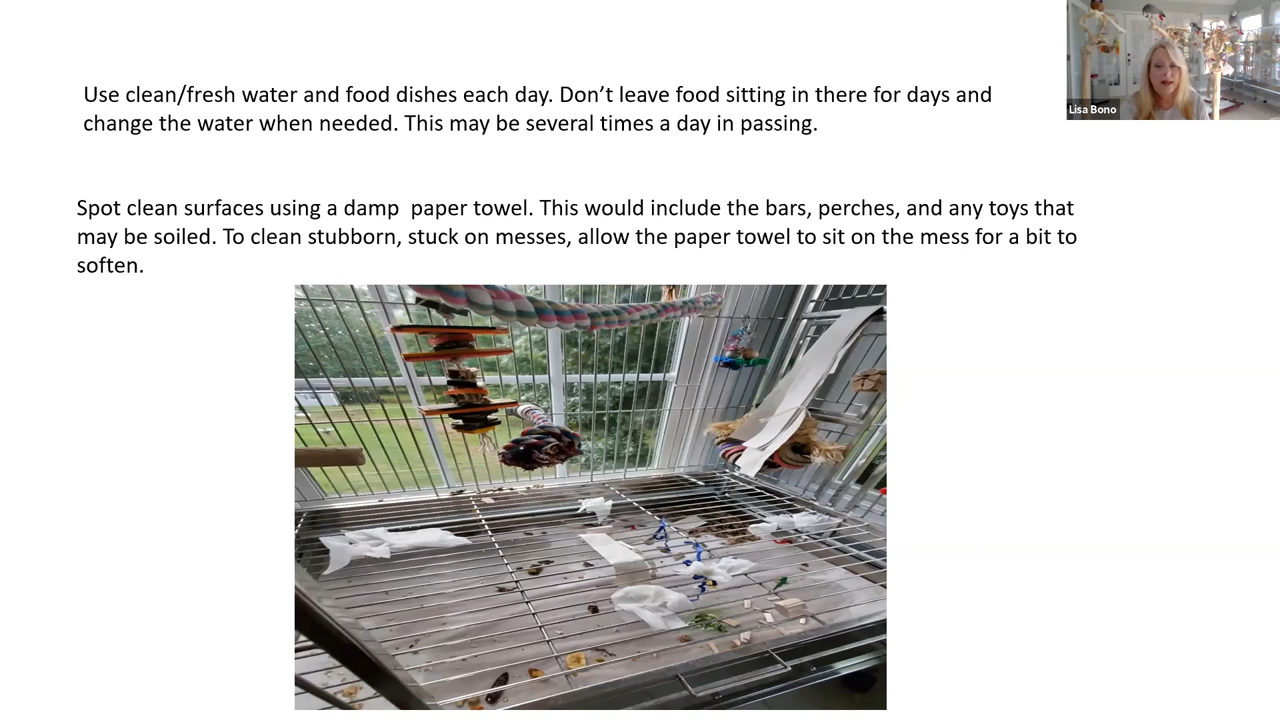 Use clean/fresh water and food dishes each day. Don’t leave food sitting in there for days and
change the water when needed. This may be several times a day in passing.
Lisa Bono
Spot clean surfaces using a damp  paper towel. This would include the bars, perches, and any toys that
may be soiled. To clean stubborn, stuck on messes, allow the paper towel to sit on the mess for a bit to
soften.